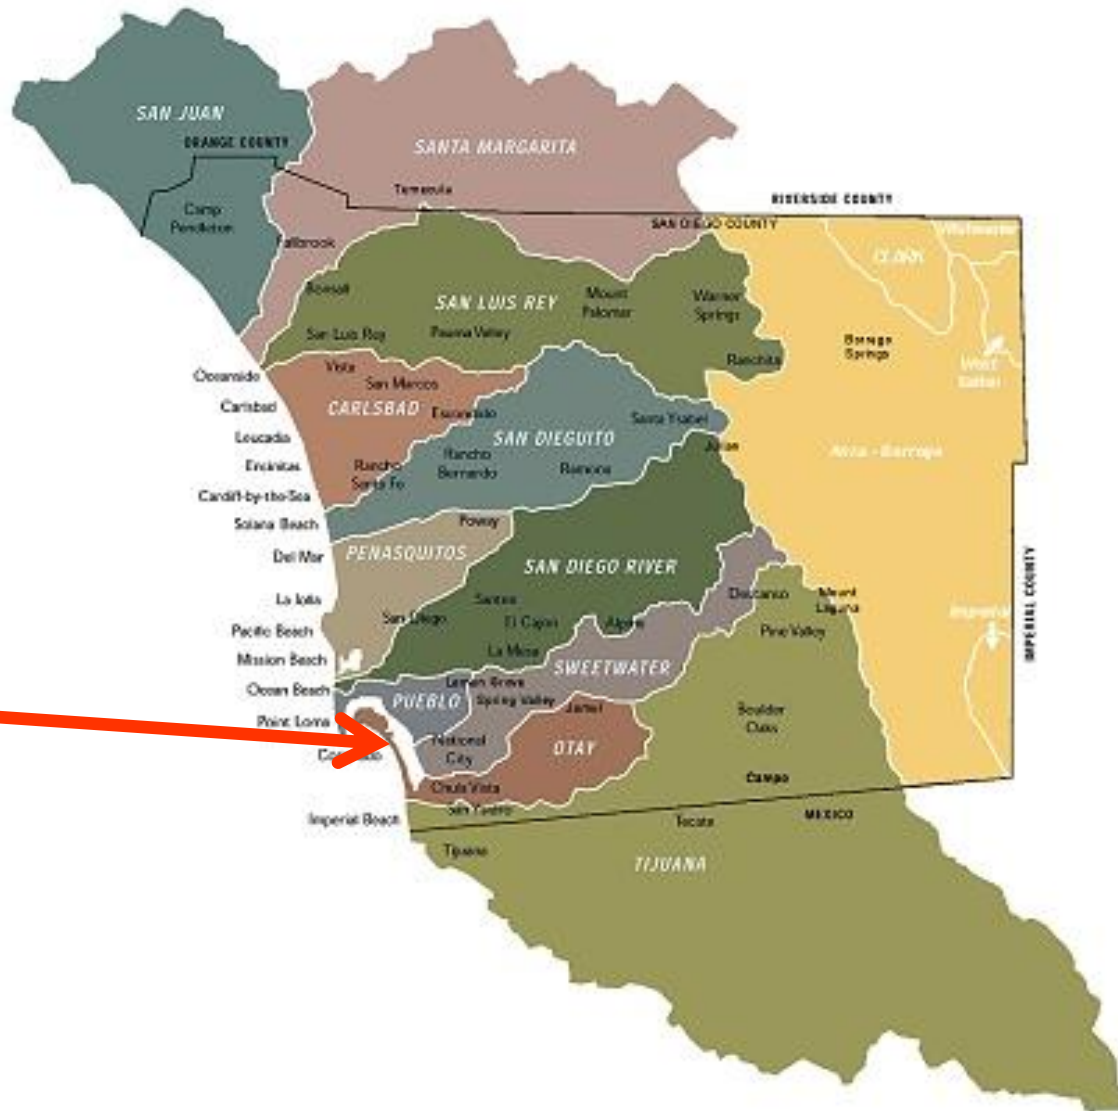 SAN JUAN
ORANGE COUNTY
SANTA MARGARITA
Temecula
RIVERSIDE COUNTY
Camp
Pendleton
SAN DIEGO COUNTY
Fallbrook
CLARK
Bonsall
SAN LUIS REY
Mount
Palomar
Warner
Springs
San Luis Rey
Pauma Valley
Borrego
Springs
Ranchita
West
Salton
Oceanside
Vista
San Marcos
Carlsbad
CARLSBAD
Escondido
Santa Ysabel
Leucadia
SAN DIEGUITO
Julian
Anza - Borrego
Encinitas
Rancho
Santa Fe
Rancho
Bernardo
Ramona
Cardiff-by-the-Sea
Solana Beach
Poway
Del Mar
PENASQUITOS
SAN DIEGO RIVER
IMPERIAL COUNTY
La Jolla
Santee
Descanso
Mount
Laguna
Imperial
San Diego
El Cajon
Alpine
Pacific Beach
Pine Valley
La Mesa
Mission Beach
SWEETWATER
Lemon Grove
Ocean Beach
PUEBLO
Spring Valley
Jamul
Boulder
Oaks
Point Loma
National
City
OTAY
Campo
Chula Vista
San Ysidro
Imperial Beach
Tecate
MEXICO
Tijuana
TIJUANA